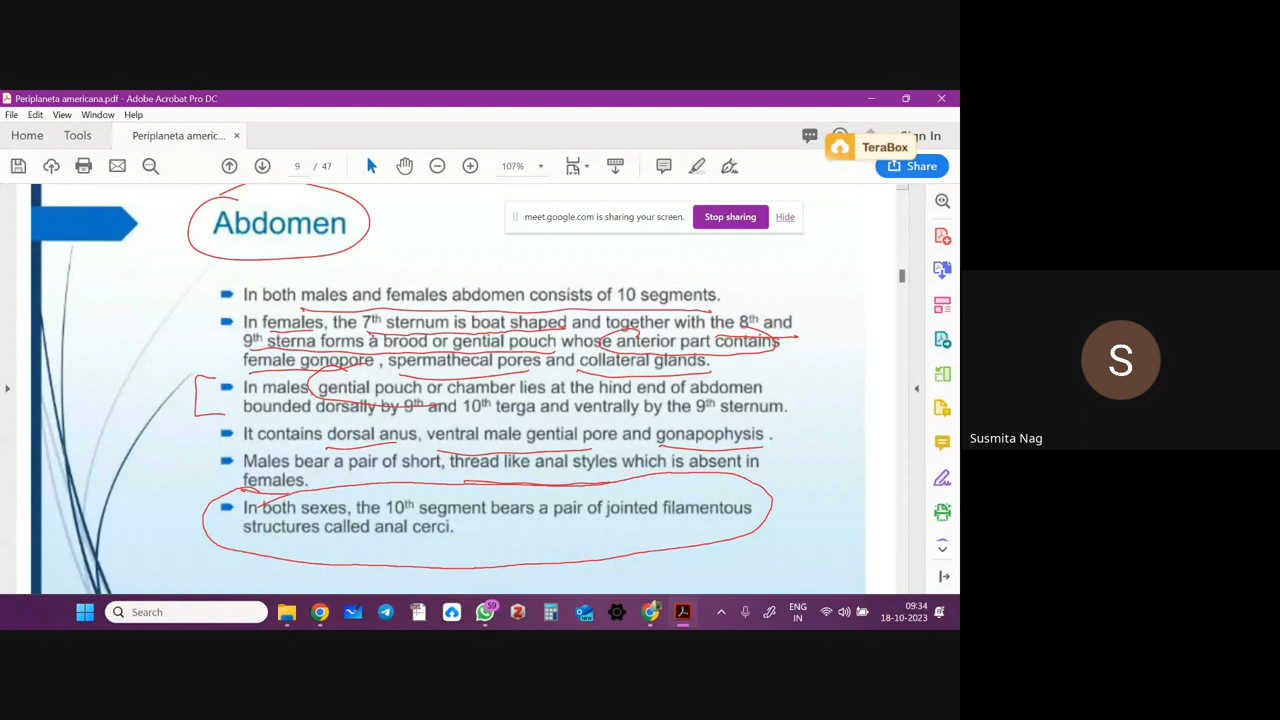 Periplaneta americana.pdf - Adobe Acrobat Pro DC
File Edit View Window Help
Home Tools Periplaneta americ... × Sign In
TeraBox
9 / 47 107% Share
Abdomen
meet.google.com is sharing your screen. Stop sharing Hide
In both males and females abdomen consists of 10 segments.
In females, the 7th sternum is boat shaped and together with the 8th and
9th sterna forms a brood or gential pouch whose anterior part contains
female gonopore , spermathecal pores and collateral glands.
In males gential pouch or chamber lies at the hind end of abdomen
bounded dorsally by 9th and 10th terga and ventrally by the 9th sternum.
It contains dorsal anus, ventral male gential pore and gonapophysis .
Males bear a pair of short, thread like anal styles which is absent in
females.
In both sexes, the 10th segment bears a pair of jointed filamentous
structures called anal cerci.
S
Susmita Nag
Search
59
ENG
IN
09:34
18-10-2023